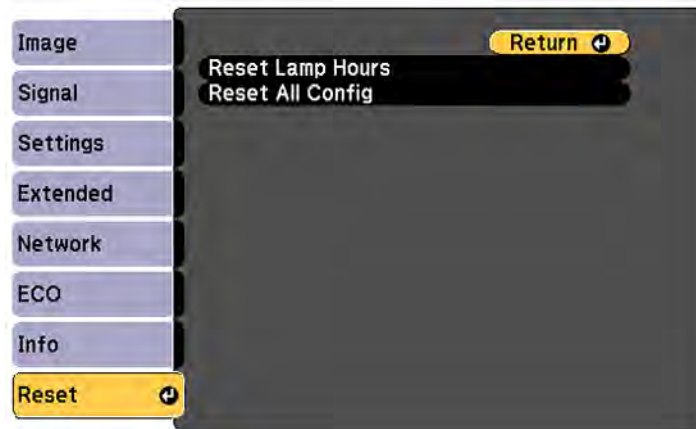 Image
Signal
Settings
Extended
Network
ECO
Info
Reset
Return
Reset Lamp Hours
Reset All Config